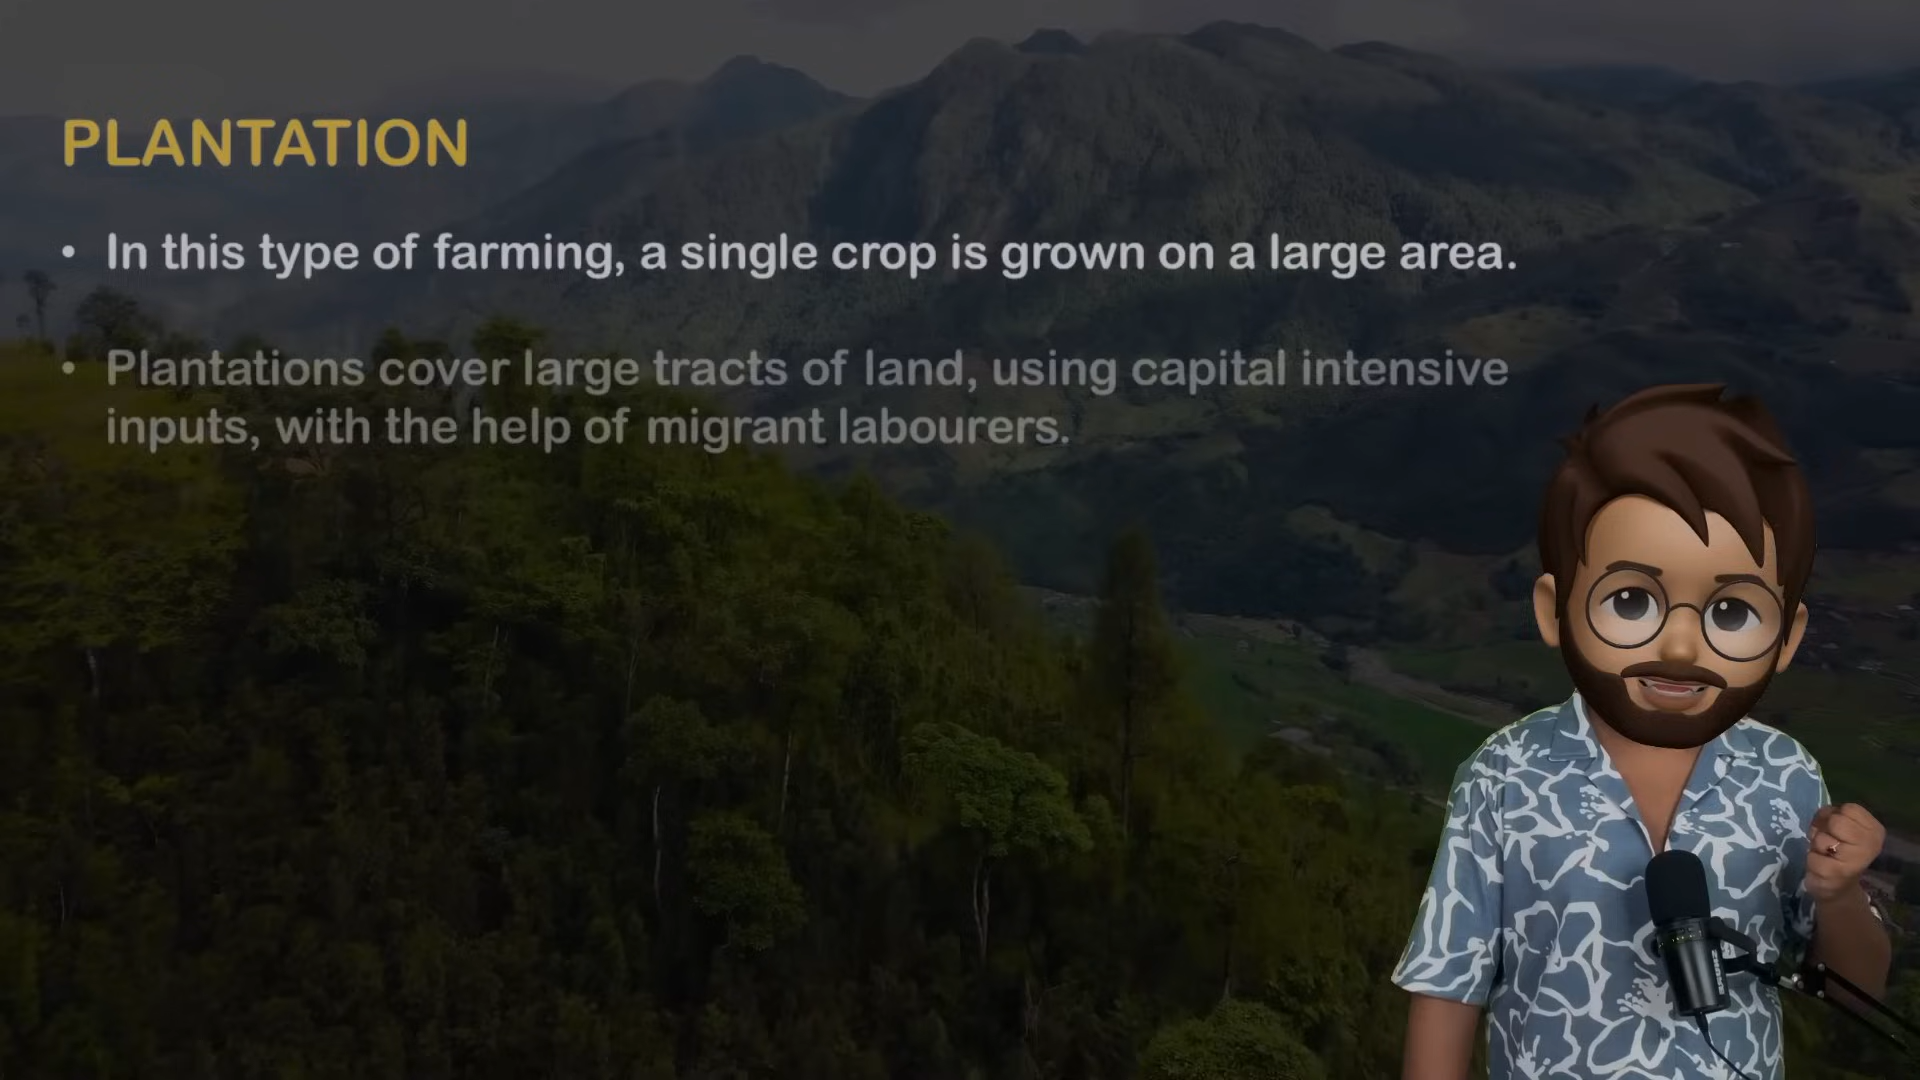 PLANTATION
• In this type of farming, a single crop is grown on a large area.
• Plantations cover large tracts of land, using capital intensive
inputs, with the help of migrant labourers.